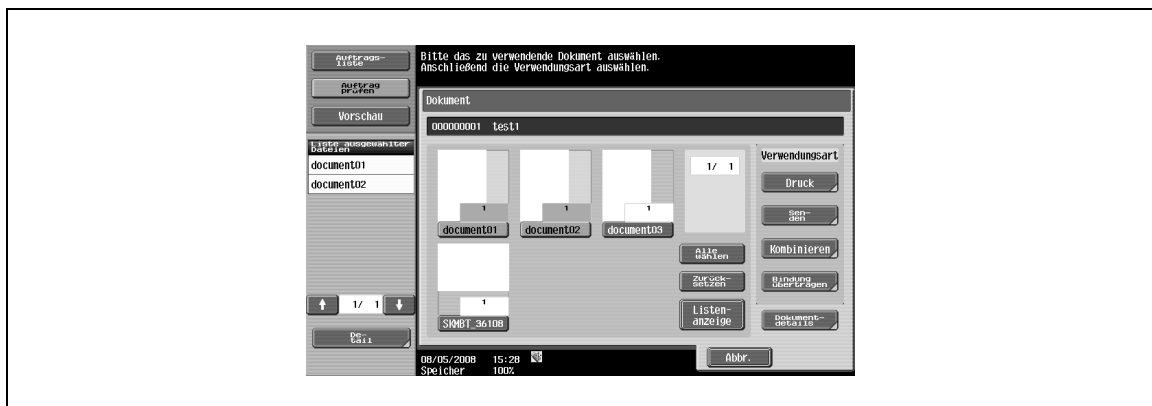 Auftrags-
liste
Auftrag
prüfen
Vorschau
Liste ausgewählter
Dateien
document01
document02
1/ 1
De-
tail
Bitte das zu verwendende Dokument auswählen.
Anschließend die Verwendungsart auswählen.
Dokument
000000001 test1
1
document01
1
document02
1
document03
1
SKMBT_36108
1/ 1
Alle
wählen
Zurück-
setzen
Listen-
anzeige
Verwendungsart
Druck
Sen-
den
Kombinieren
Bindung
übertragen
Dokument-
details
08/05/2008 15:28
Speicher 100%
Abbr.